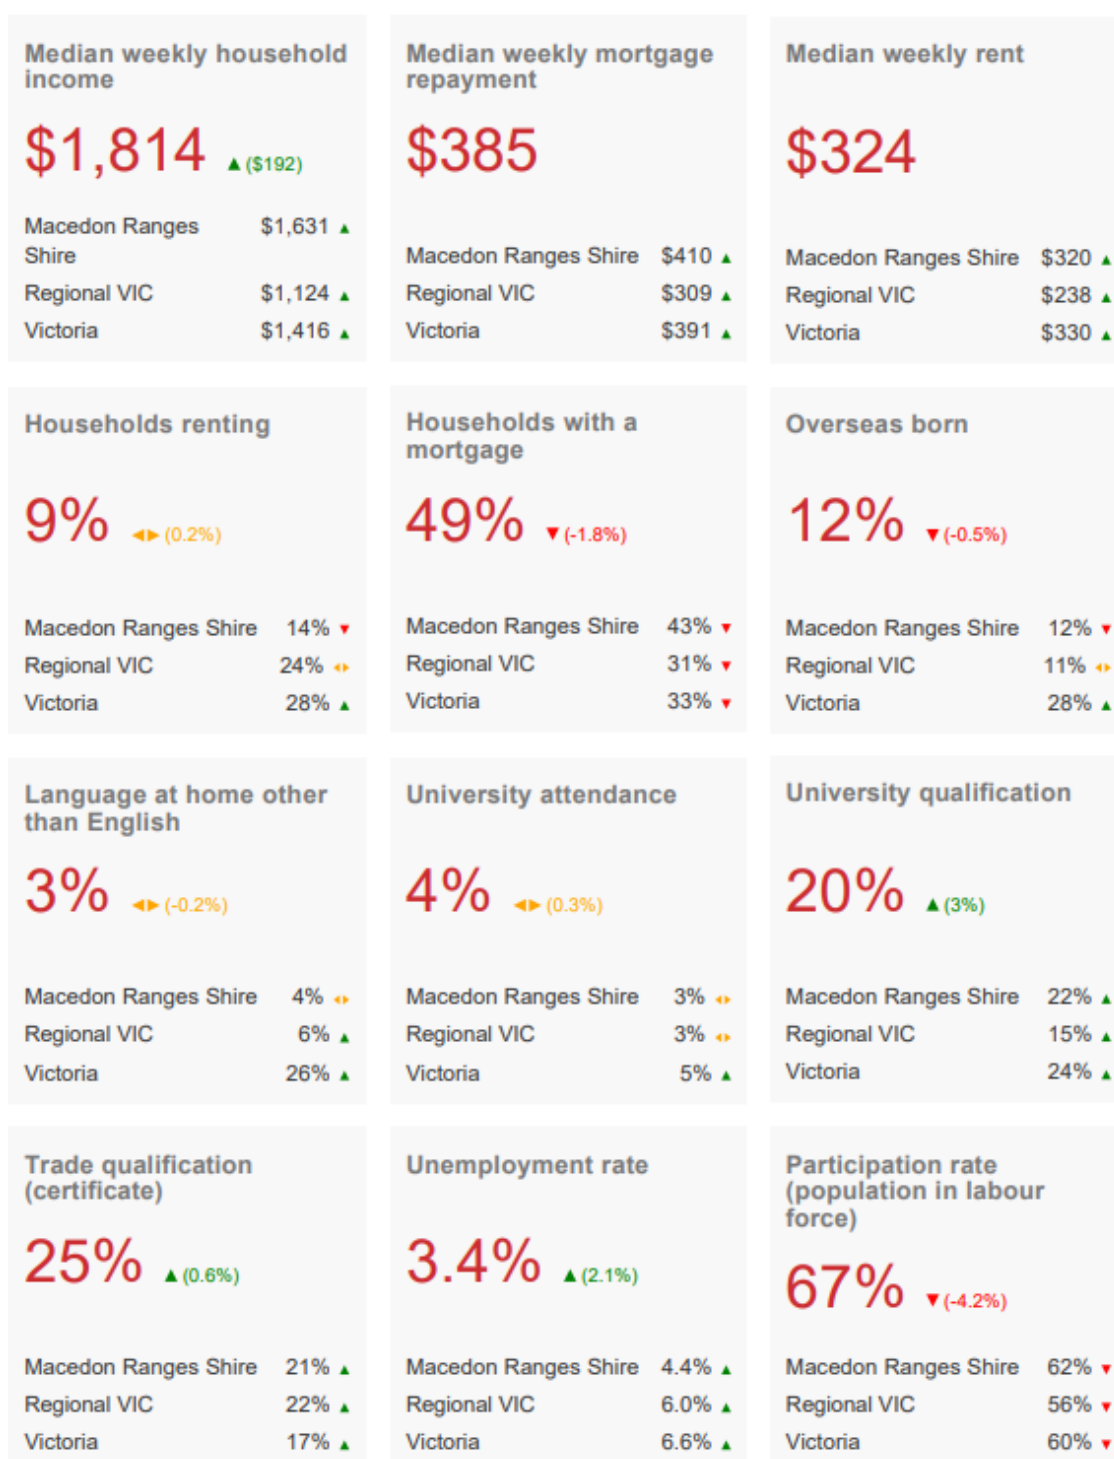 Median weekly household
income
$1,814 ▲ ($192)
Macedon Ranges $1,631 ▲
Shire
Regional VIC $1,124 ▲
Victoria $1,416 ▲
Median weekly mortgage
repayment
$385
Macedon Ranges Shire $410 ▲
Regional VIC $309 ▲
Victoria $391 ▲
Median weekly rent
$324
Macedon Ranges Shire $320 ▲
Regional VIC $238 ▲
Victoria $330 ▲
Households renting
9% ◄► (0.2%)
Macedon Ranges Shire 14% ▼
Regional VIC 24% ◄►
Victoria 28% ▲
Households with a
mortgage
49% ▼ (-1.8%)
Macedon Ranges Shire 43% ▼
Regional VIC 31% ▼
Victoria 33% ▼
Overseas born
12% ▼ (-0.5%)
Macedon Ranges Shire 12% ▼
Regional VIC 11% ◄►
Victoria 28% ▲
Language at home other
than English
3% ◄► (-0.2%)
Macedon Ranges Shire 4% ◄►
Regional VIC 6% ▲
Victoria 26% ▲
University attendance
4% ◄► (0.3%)
Macedon Ranges Shire 3% ◄►
Regional VIC 3% ◄►
Victoria 5% ▲
University qualification
20% ▲ (3%)
Macedon Ranges Shire 22% ▲
Regional VIC 15% ▲
Victoria 24% ▲
Trade qualification
(certificate)
25% ▲ (0.6%)
Macedon Ranges Shire 21% ▲
Regional VIC 22% ▲
Victoria 17% ▲
Unemployment rate
3.4% ▲ (2.1%)
Macedon Ranges Shire 4.4% ▲
Regional VIC 6.0% ▲
Victoria 6.6% ▲
Participation rate
(population in labour
force)
67% ▼ (-4.2%)
Macedon Ranges Shire 62% ▼
Regional VIC 56% ▼
Victoria 60% ▼